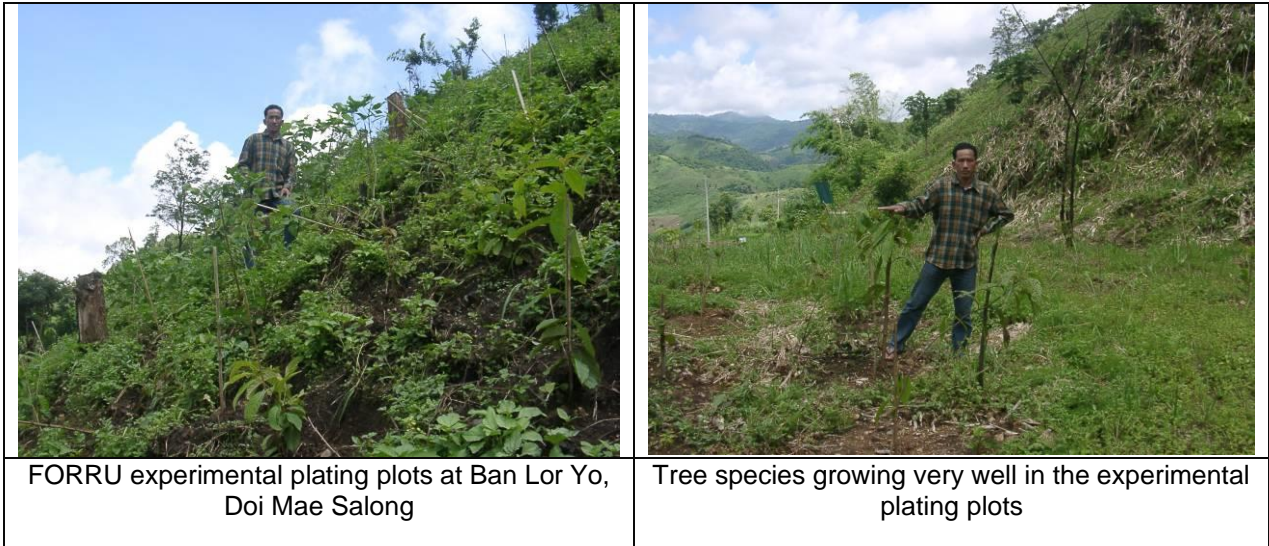 FORRU experimental plating plots at Ban Lor Yo,
Doi Mae Salong
Tree species growing very well in the experimental
plating plots